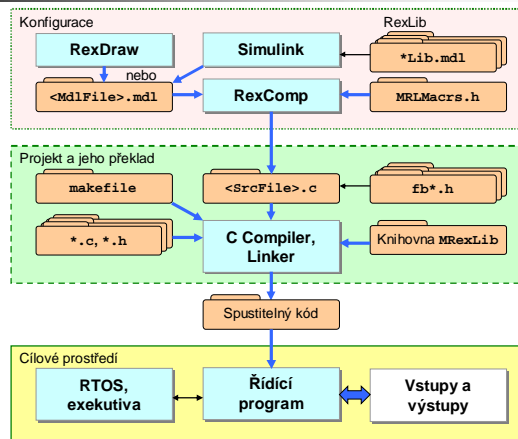 Konfigurace
RexLib
RexDraw
Simulink
*Lib.mdl
nebo
<MdlFile>.mdl
RexComp
MRLMacrs.h
Projekt a jeho překlad
makefile
<SrcFile>.c
fb*.h
*.c, *.h
C Compiler,
Linker
Knihovna MRexLib
Spustitelný kód
Cílové prostředí
RTOS,
exekutiva
Řídící
program
Vstupy a
výstupy